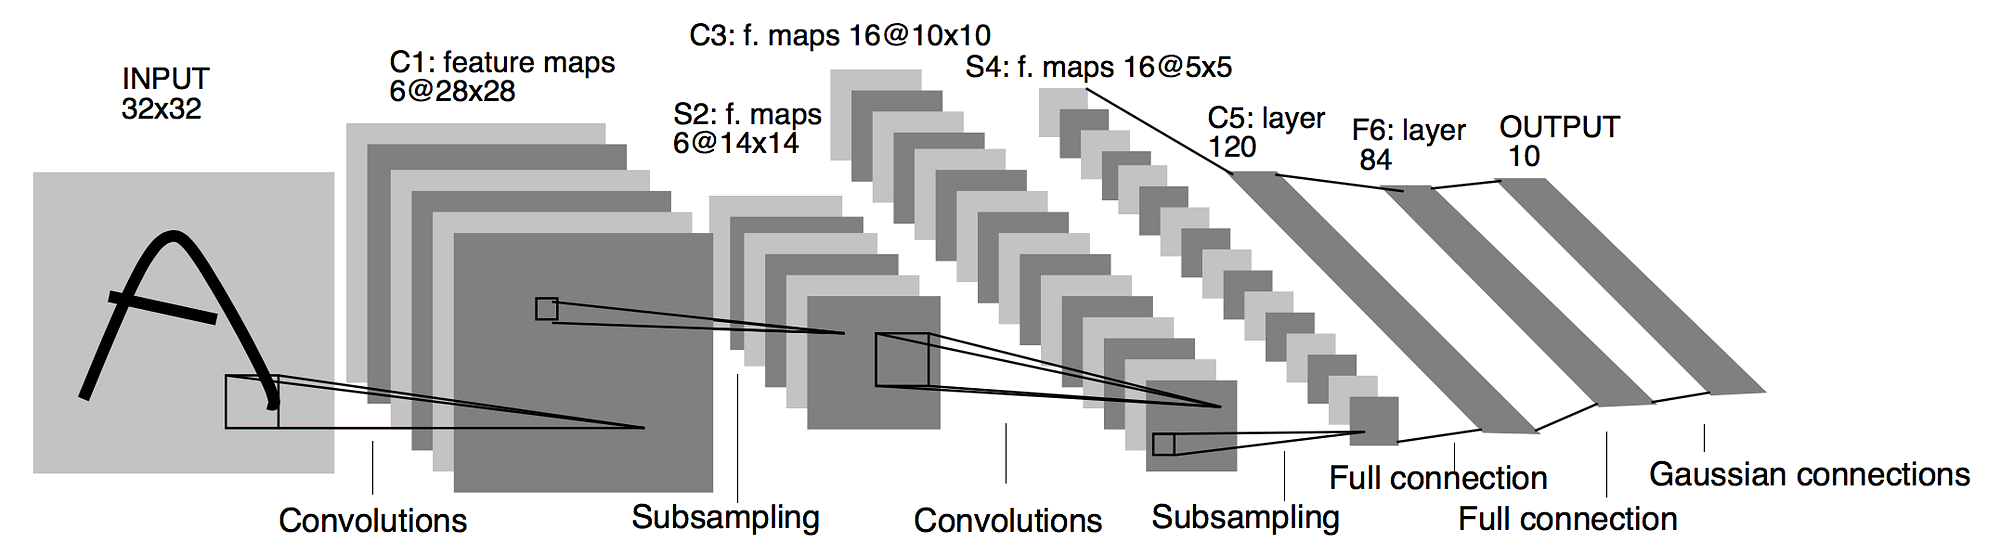 INPUT
32x32
C1: feature maps
6@28x28
S2: f. maps
6@14x14
C3: f. maps 16@10x10
S4: f. maps 16@5x5
C5: layer
120
F6: layer
84
OUTPUT
10
Convolutions
Subsampling
Convolutions
Subsampling
Full connection
Full connection
Gaussian connections